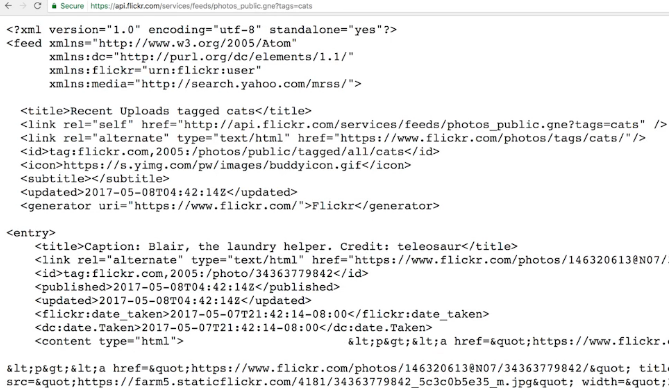 Secure https://api.flickr.com/services/feeds/photos_public.gne?tags=cats
<?xml version="1.0" encoding="utf-8" standalone="yes"?>
<feed xmlns="http://www.w3.org/2005/Atom"
xmlns:dc="http://purl.org/dc/elements/1.1/"
xmlns:flickr="urn:flickr:user"
xmlns:media="http://search.yahoo.com/mrss/">
<title>Recent Uploads tagged cats</title>
<link rel="self" href="http://api.flickr.com/services/feeds/photos_public.gne?tags=cats" />
<link rel="alternate" type="text/html" href="https://www.flickr.com/photos/tags/cats/"/>
<id>tag:flickr.com,2005:/photos/public/tagged/all/cats</id>
<icon>https://s.yimg.com/pw/images/buddyicon.gif</icon>
<subtitle></subtitle>
<updated>2017-05-08T04:42:14Z</updated>
<generator uri="https://www.flickr.com/">Flickr</generator>
<entry>
<title>Caption: Blair, the laundry helper. Credit: teleosaur</title>
<link rel="alternate" type="text/html" href="https://www.flickr.com/photos/146320613@N07/
<id>tag:flickr.com,2005:/photo/34363779842</id>
<published>2017-05-08T04:42:14Z</published>
<updated>2017-05-08T04:42:14Z</updated>
<flickr:date_taken>2017-05-07T21:42:14-08:00</flickr:date_taken>
<dc:date.Taken>2017-05-07T21:42:14-08:00</dc:date.Taken>
<content type="html"> &lt;p&gt;&lt;a href=&quot;https://www.flickr.c
&lt;p&gt;&lt;a href=&quot;https://www.flickr.com/photos/146320613@N07/34363779842/&quot; titl
src=&quot;https://farm5.staticflickr.com/4181/34363779842_5c3c0b5e35_m.jpg&quot; width=&quot